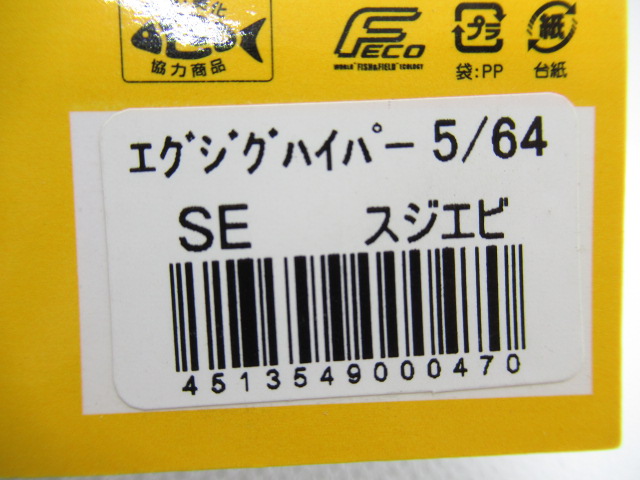 協力商品
FECO
WORLD "FISH&FIELD" ECOLOGY
プラ
袋:PP
紙
台紙
ｴｸﾞｼﾞｸﾞﾊｲﾊﾟｰ 5/64
SE スジエビ
4513549000470